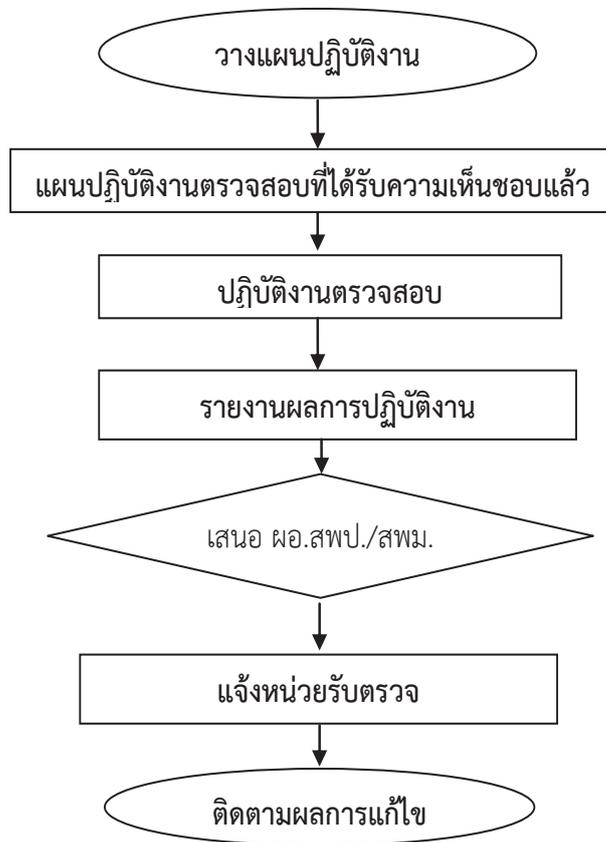 วางแผนปฏิบัติงาน
แผนปฏิบัติงานตรวจสอบที่ได้รับความเห็นชอบแล้ว
ปฏิบัติงานตรวจสอบ
รายงานผลการปฏิบัติงาน
เสนอ ผอ.สพป./สพม.
แจ้งหน่วยรับตรวจ
ติดตามผลการแก้ไข